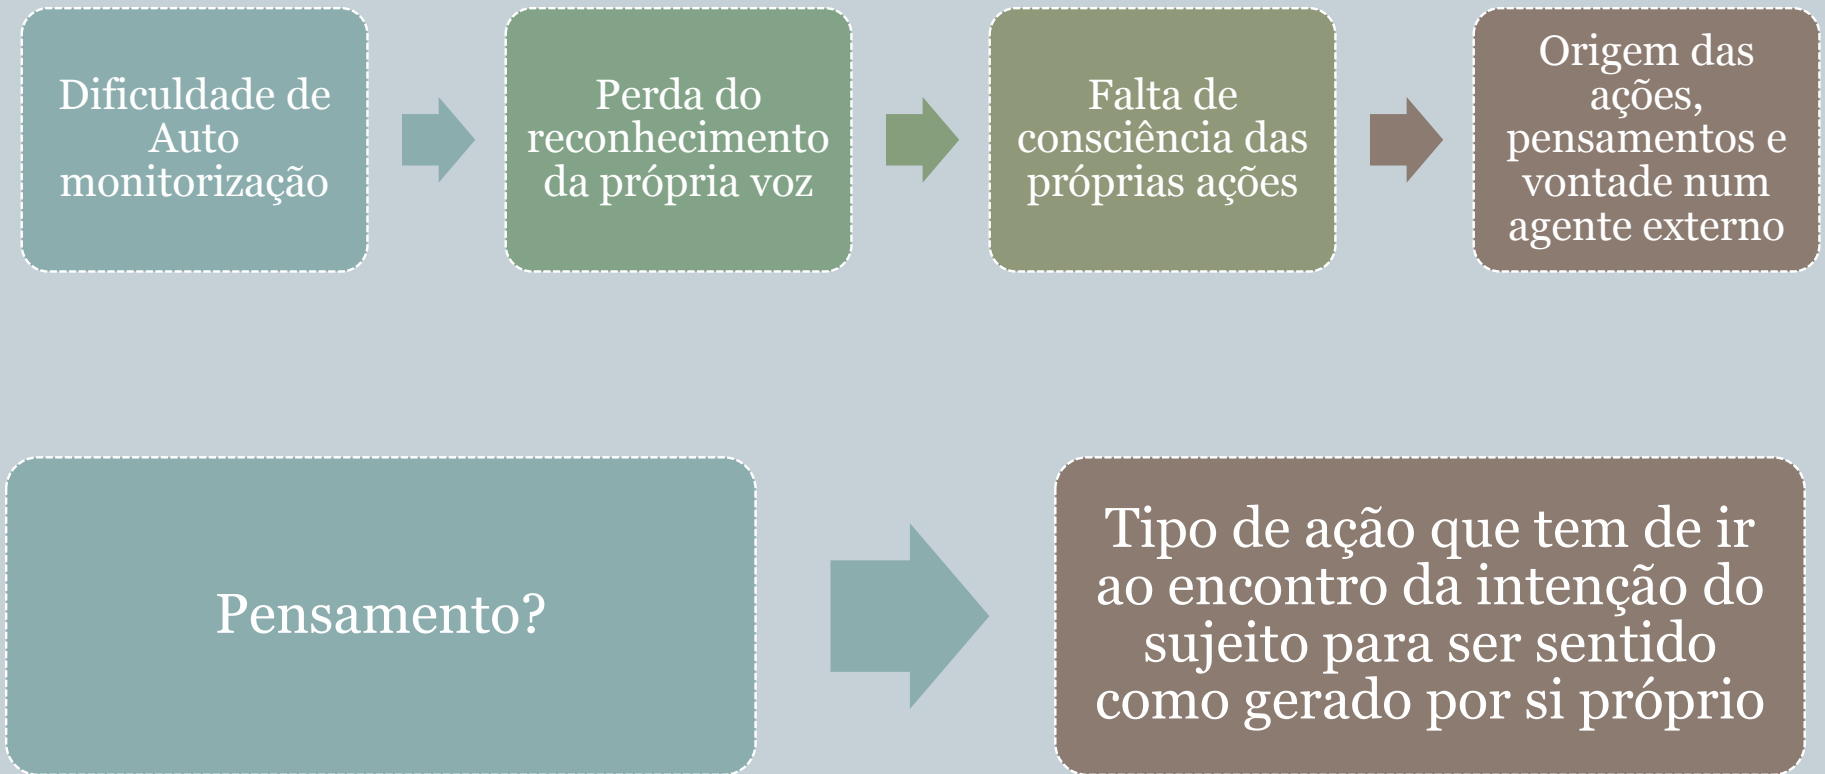 Dificuldade de
Auto
monitorização
Perda do
reconhecimento
da própria voz
Falta de
consciência das
próprias ações
Origem das
ações,
pensamentos e
vontade num
agente externo
Pensamento?
Tipo de ação que tem de ir
ao encontro da intenção do
sujeito para ser sentido
como gerado por si próprio